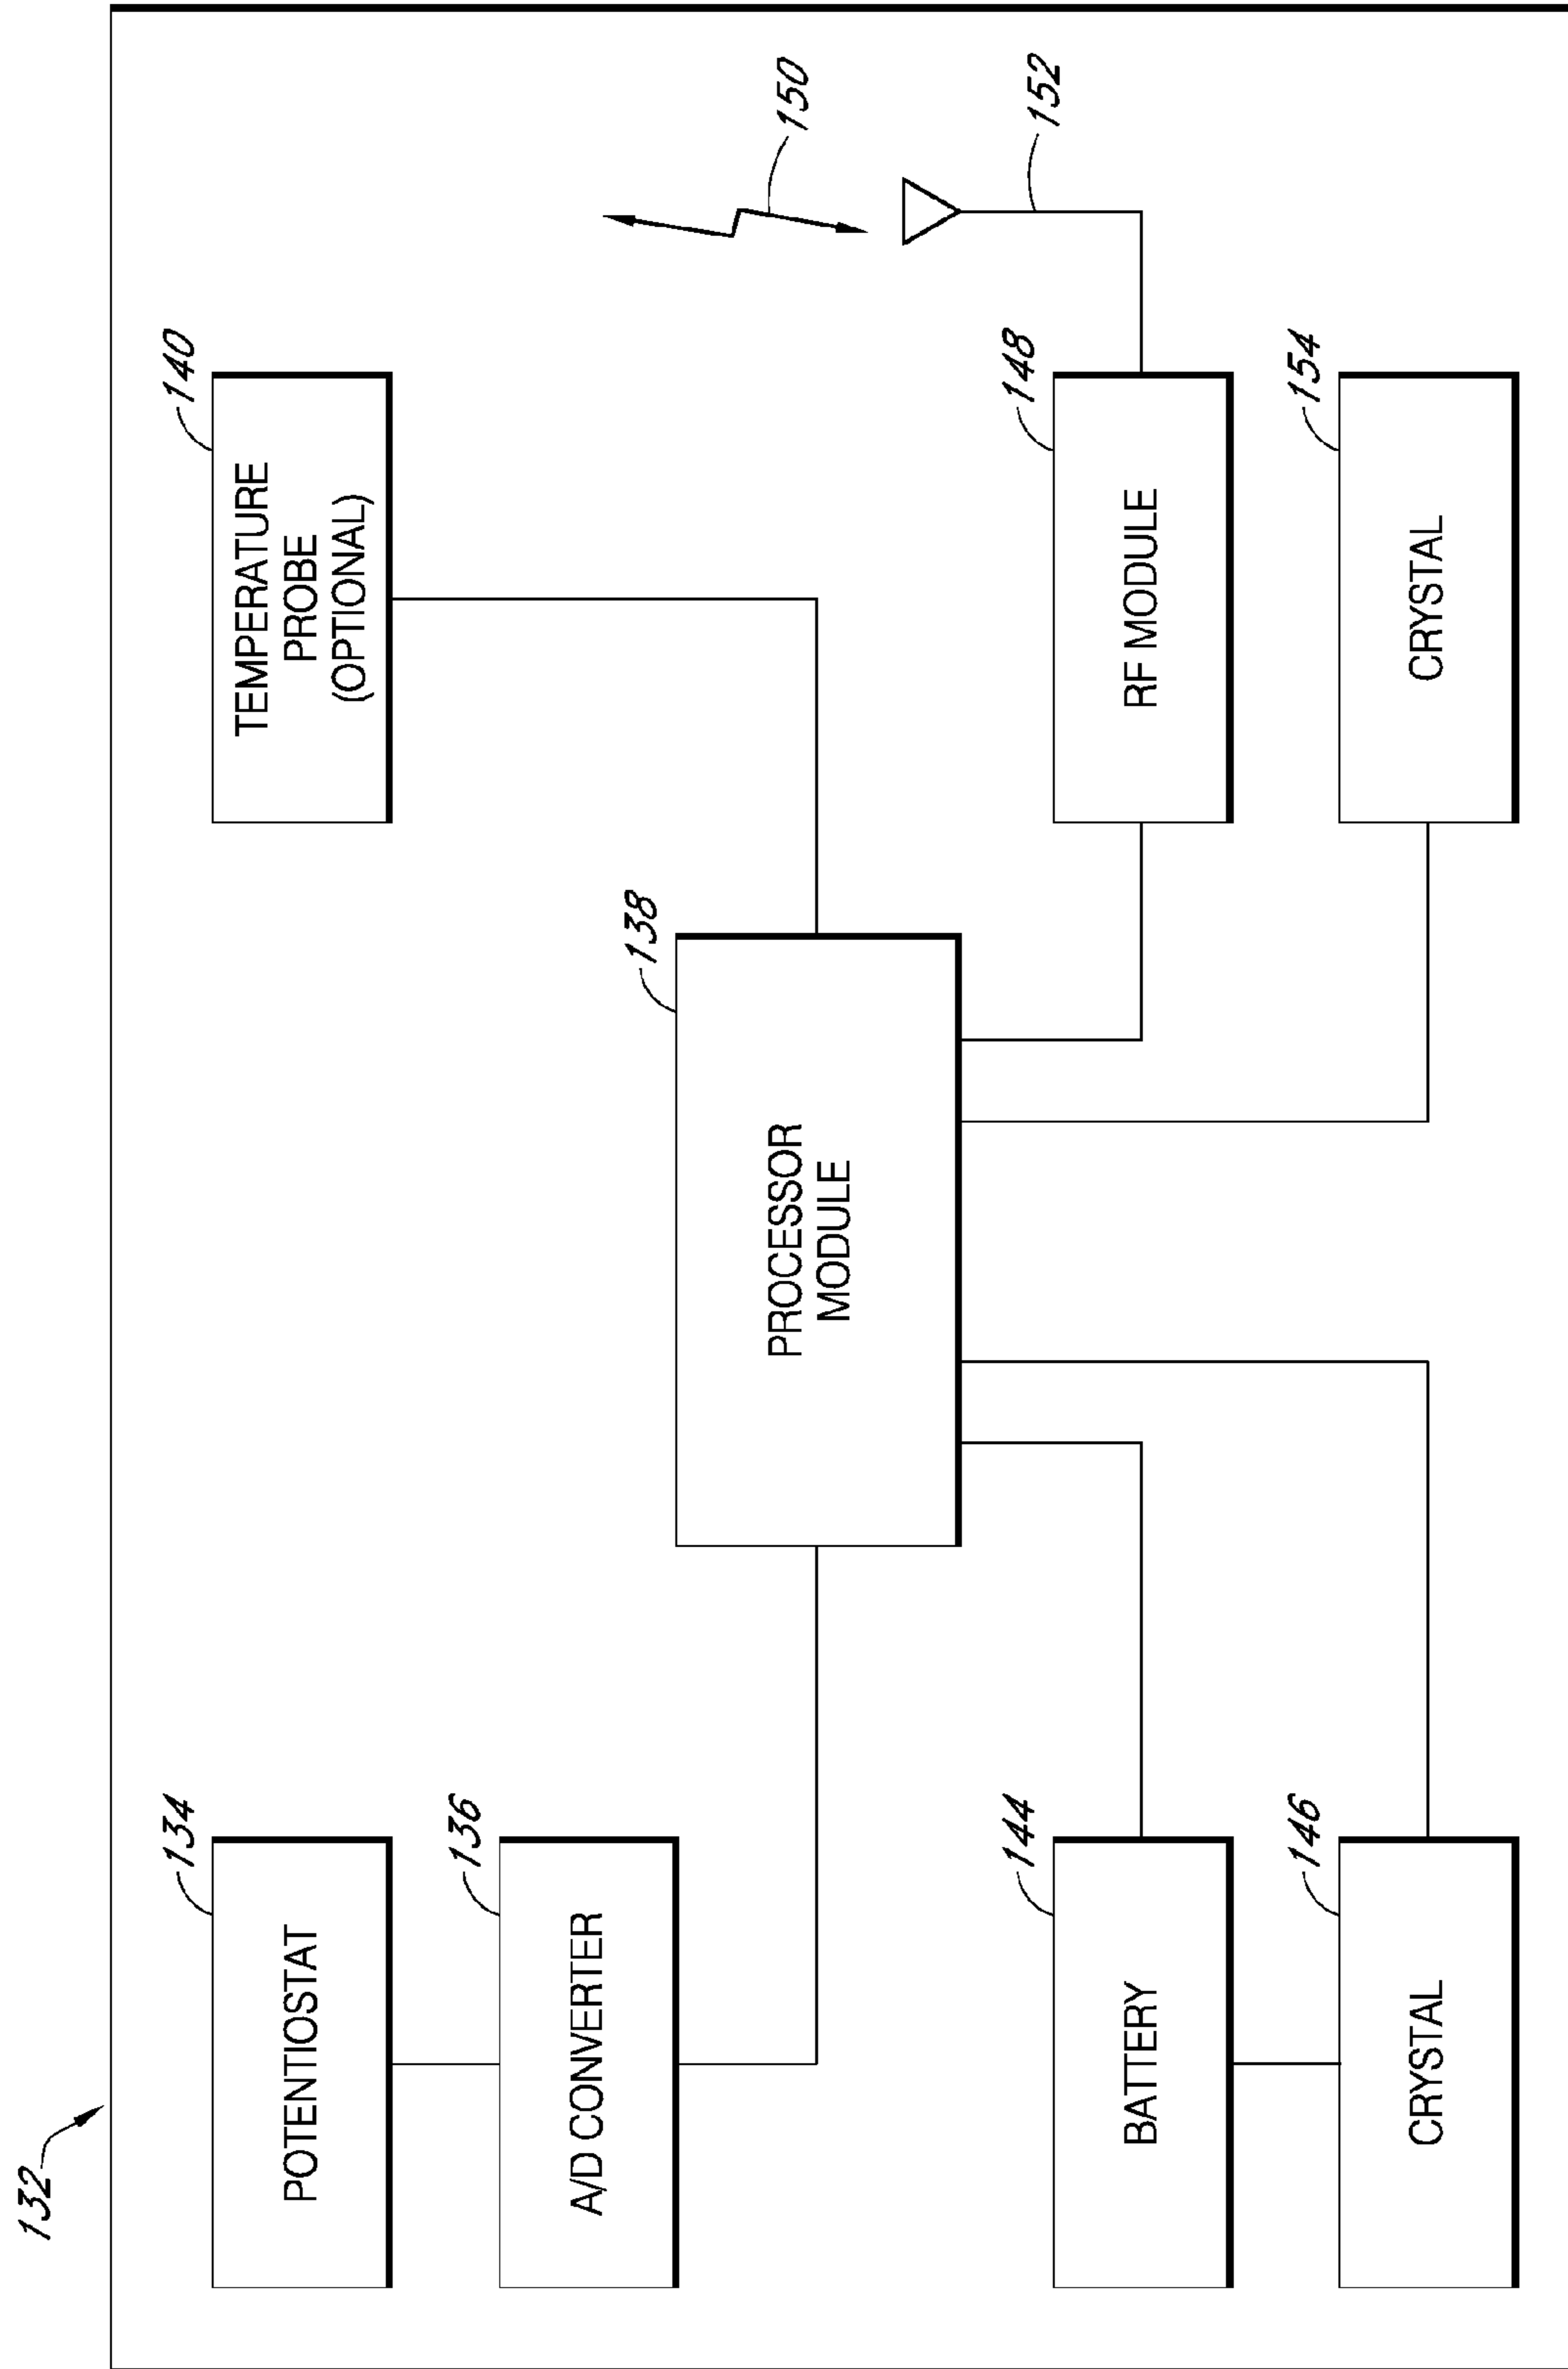 132
134
POTENTIOSTAT
140
TEMPERATURE
PROBE
(OPTIONAL)
136
A/D CONVERTER
138
PROCESSOR
MODULE
150
152
144
BATTERY
148
RF MODULE
146
CRYSTAL
154
CRYSTAL